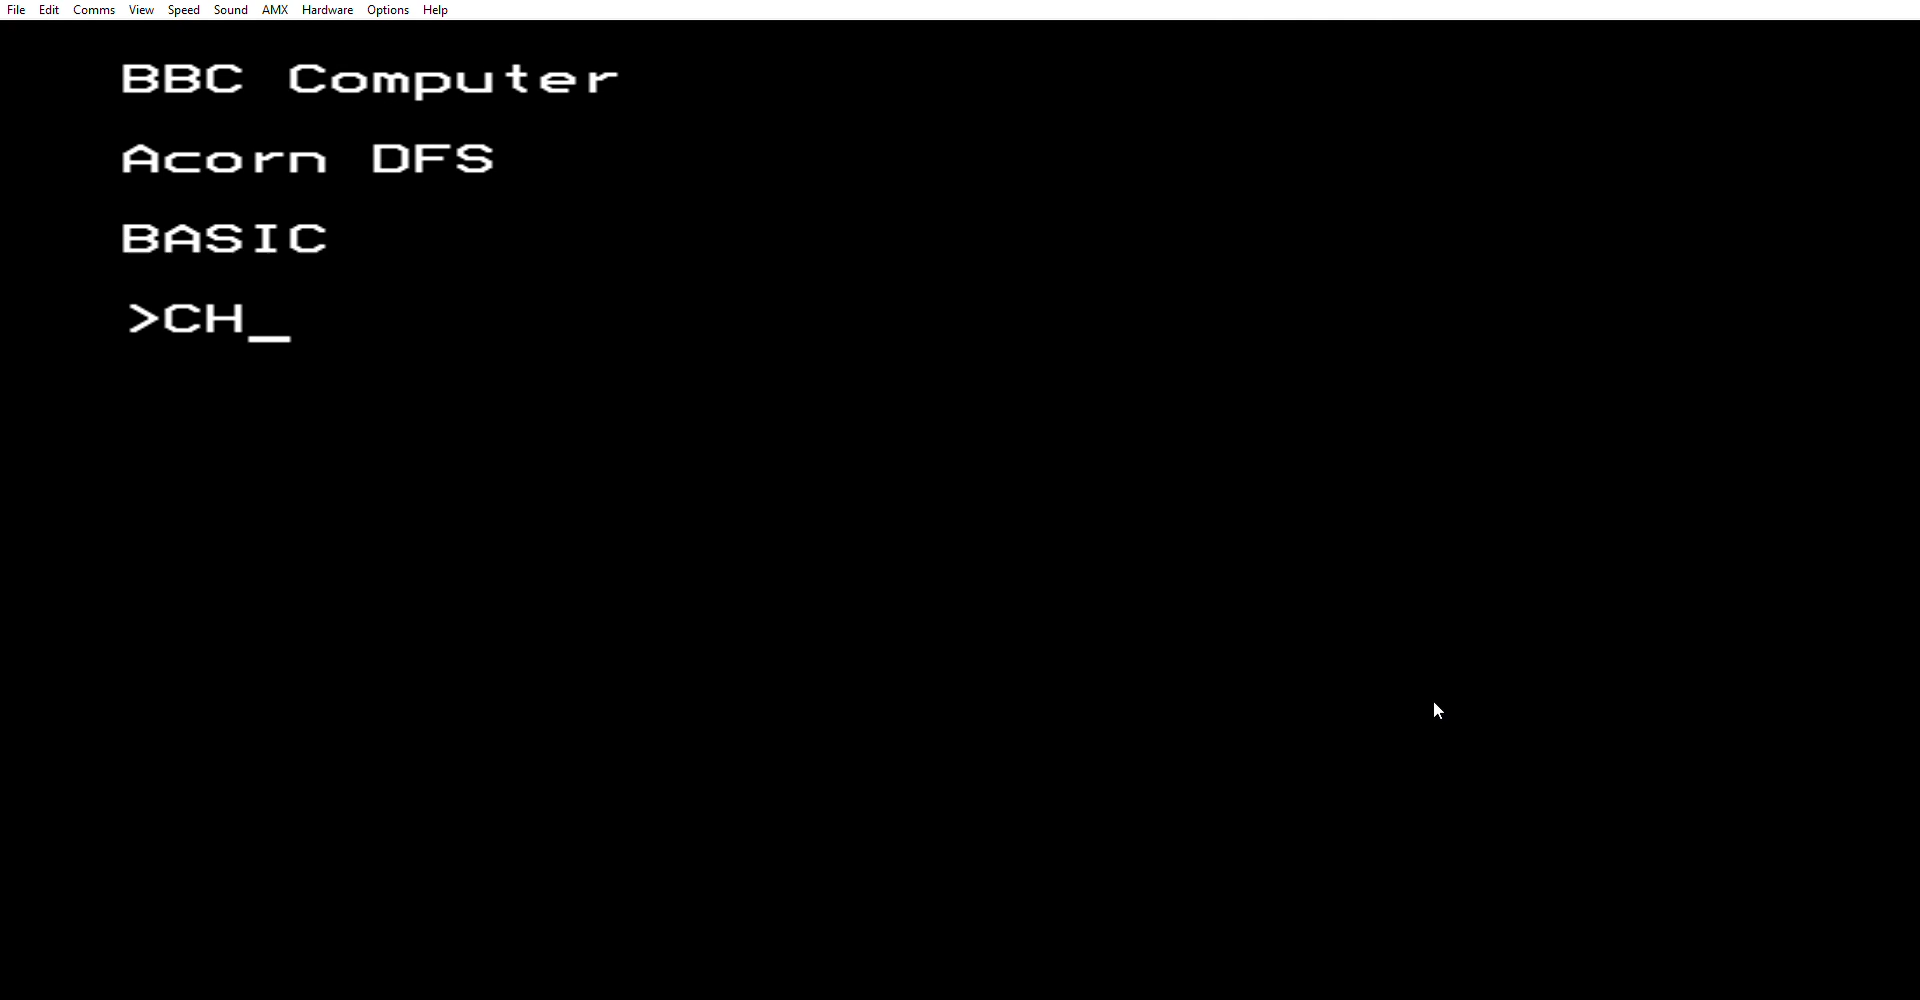 File Edit Comms View Speed Sound AMX Hardware Options Help
BBC Computer
Acorn DFS
BASIC
>CH_